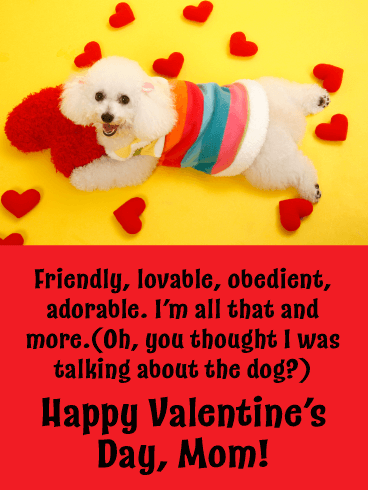 Friendly, lovable, obedient,
adorable. I'm all that and
more.(Oh, you thought I was
talking about the dog?)
Happy Valentine's
Day, Mom!